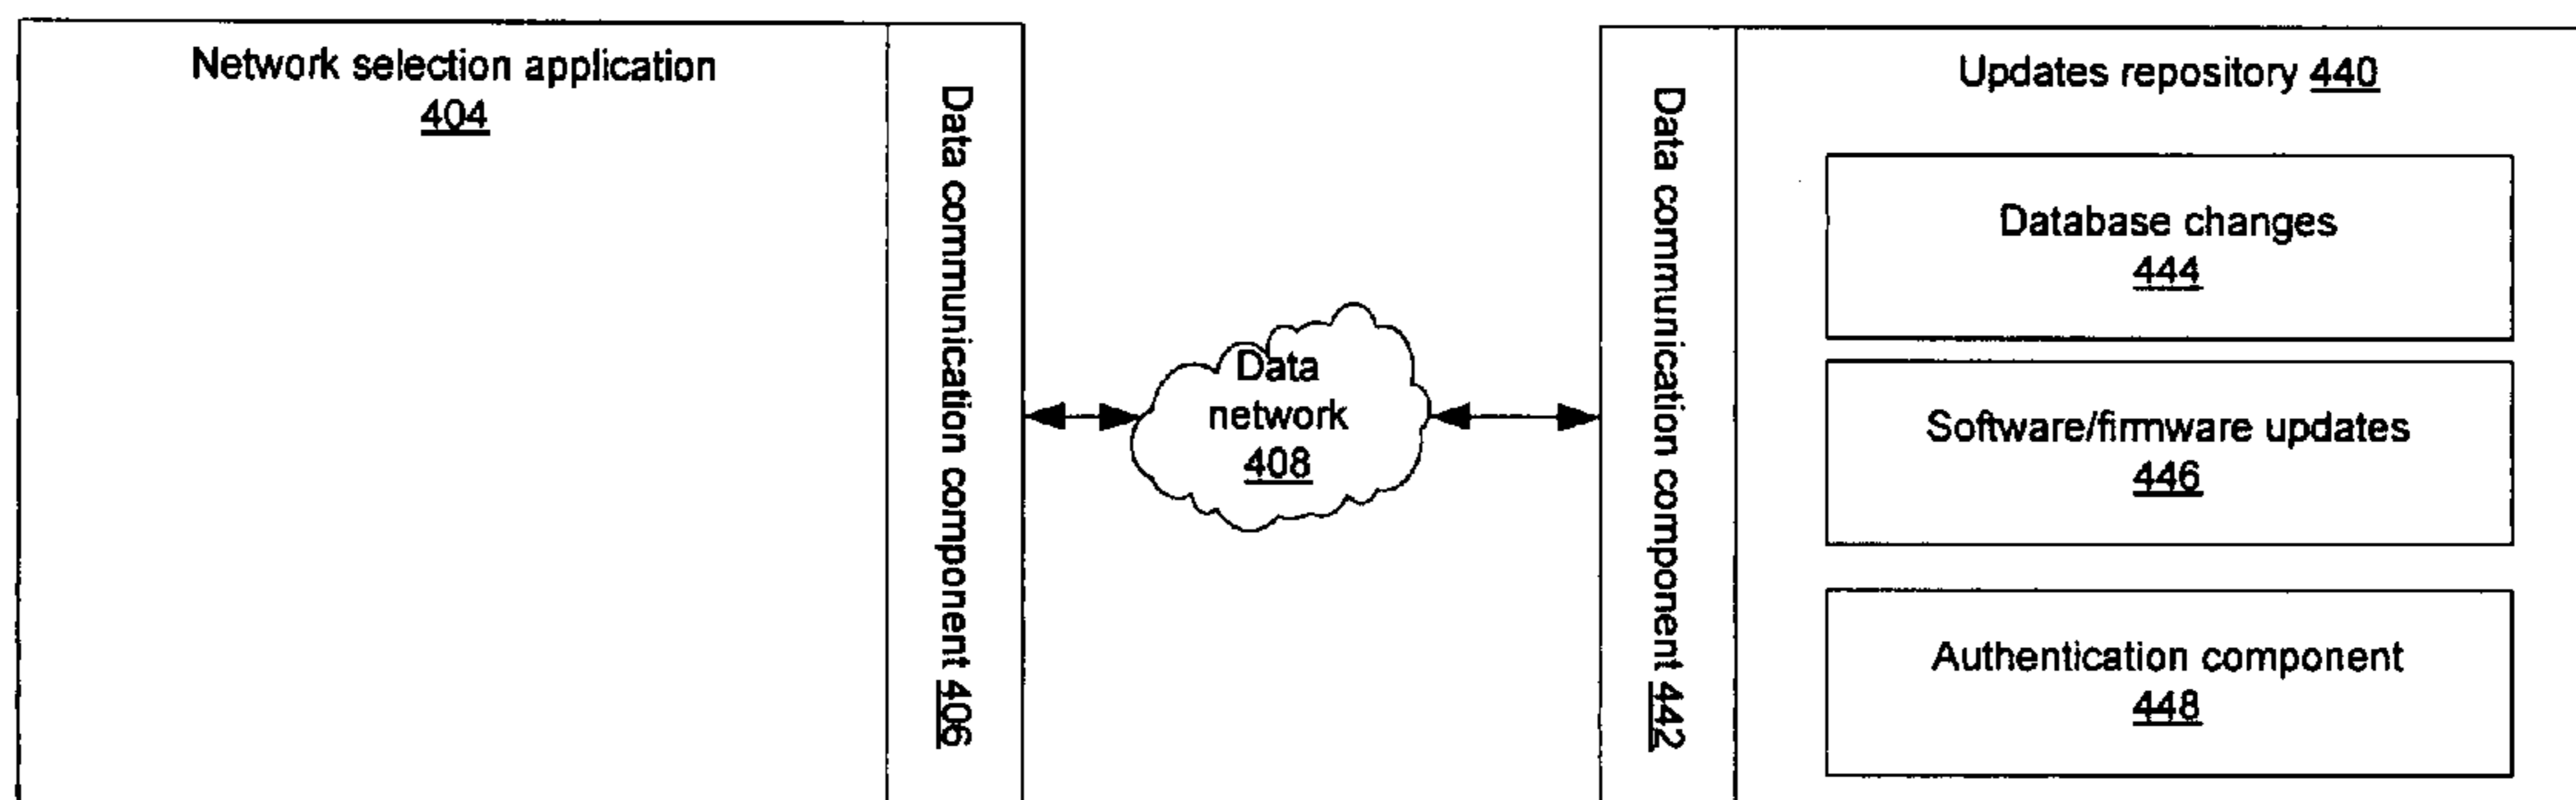 Network selection application
404
Data communication component 406
Data
network
408
Data communication component 442
Updates repository 440
Database changes
444
Software/firmware updates
446
Authentication component
448